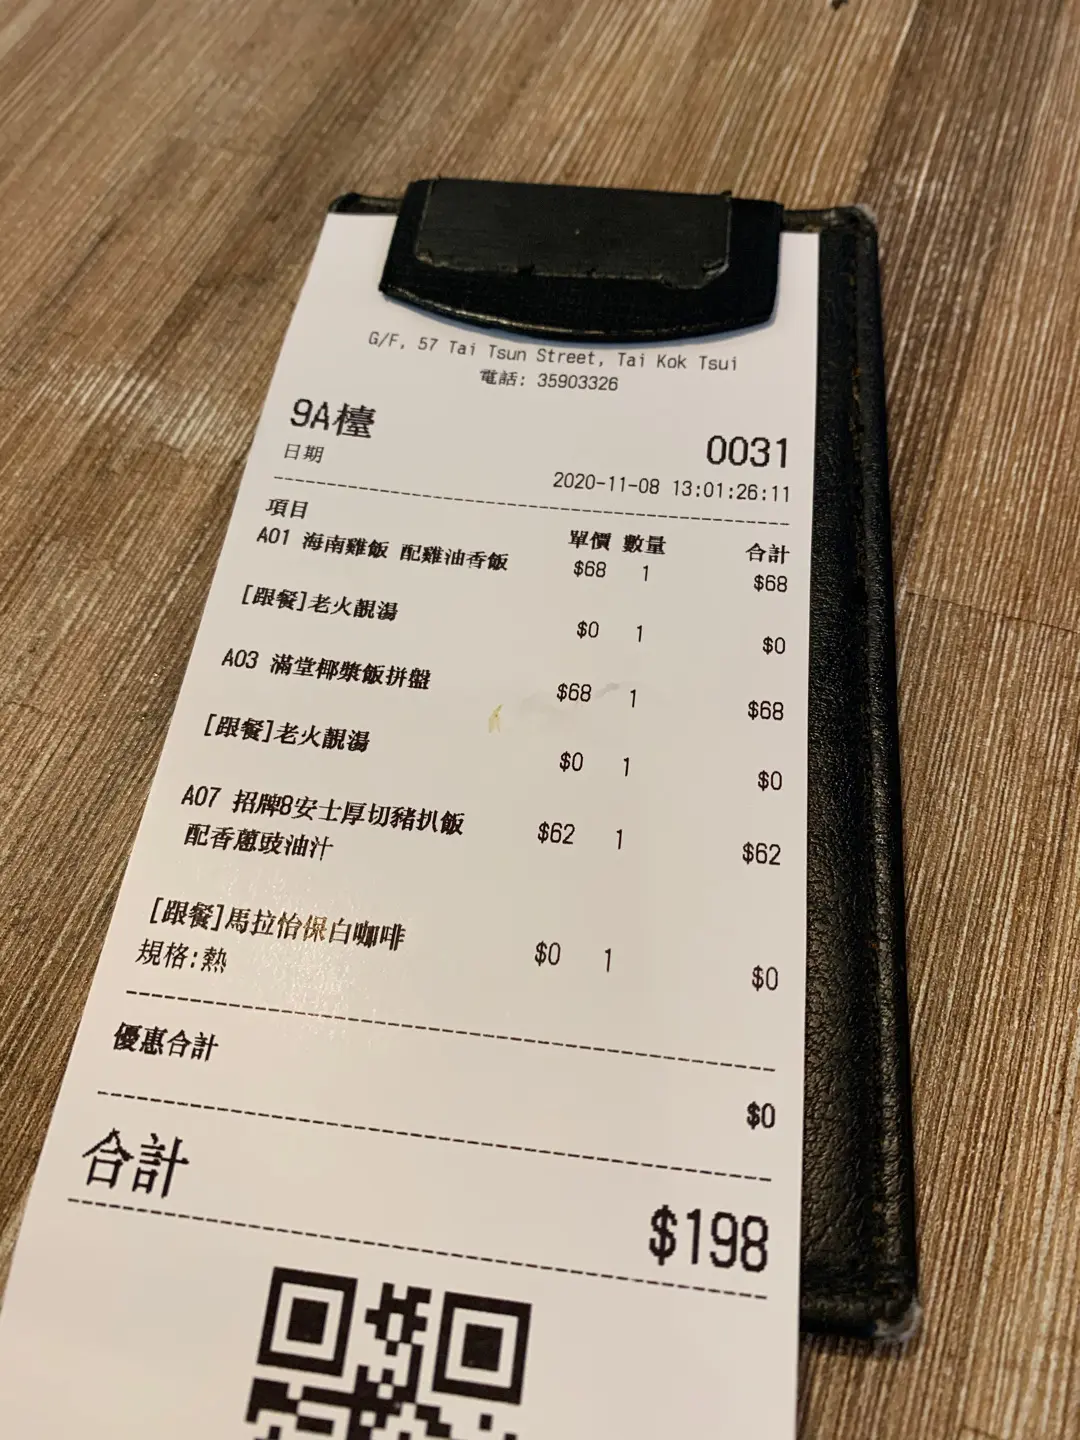 G/F, 57 Tai Tsun Street, Tai Kok Tsui
電話: 35903326
9A檯 0031
日期 2020-11-08 13:01:26:11
項目 單價 數量 合計
A01 海南雞飯 配雞油香飯 $68 1 $68
[跟餐]老火靚湯 $0 1 $0
A03 滿堂椰漿飯拼盤 $68 1 $68
[跟餐]老火靚湯 $0 1 $0
A07 招牌8安士厚切豬扒飯 $62 1 $62
配香蔥豉油汁
[跟餐]馬拉怡保白咖啡 $0 1 $0
規格:熱
優惠合計 $0
合計 $198